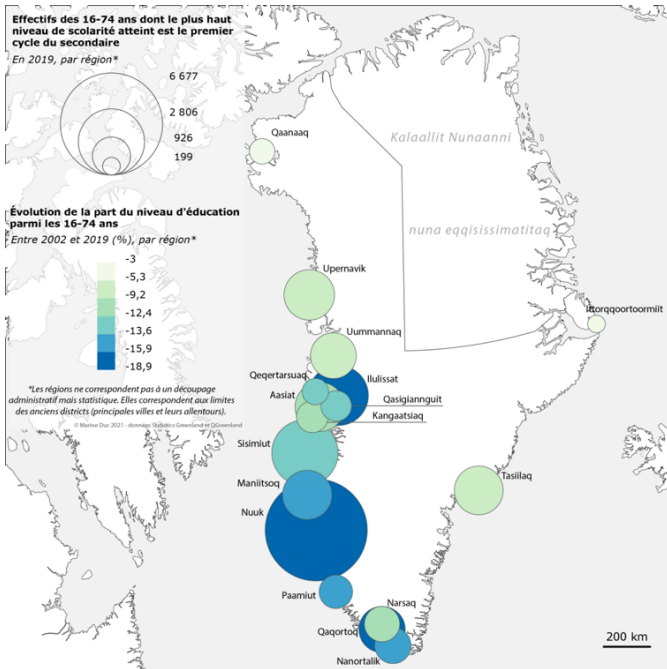 Effectifs des 16-74 ans dont le plus haut
niveau de scolarité atteint est le premier
cycle du secondaire
En 2019, par région*
6 677
2 806
926
199
Évolution de la part du niveau d'éducation
parmi les 16-74 ans
Entre 2002 et 2019 (%), par région*
-3
-5,3
-9,2
-12,4
-13,6
-15,9
-18,9
*Les régions ne correspondent pas à un découpage
administratif mais statistique. Elles correspondent aux limites
des anciens districts (principales villes et leurs allentours).
© Marine Duc 2021 - données Statistics Greenland et QGreenland
Qaanaaq
Kalaallit Nunaanni
nuna eqqisissimatitaq
Upernavik
Ittorqqoortoormiit
Uummannaq
Qeqertarsuaq
Ilulissat
Aasiat
Qasigiannguit
Kangaatsiaq
Sisimiut
Maniitsoq
Tasiilaq
Nuuk
Paamiut
Narsaq
Qaqortoq
Nanortalik
200 km